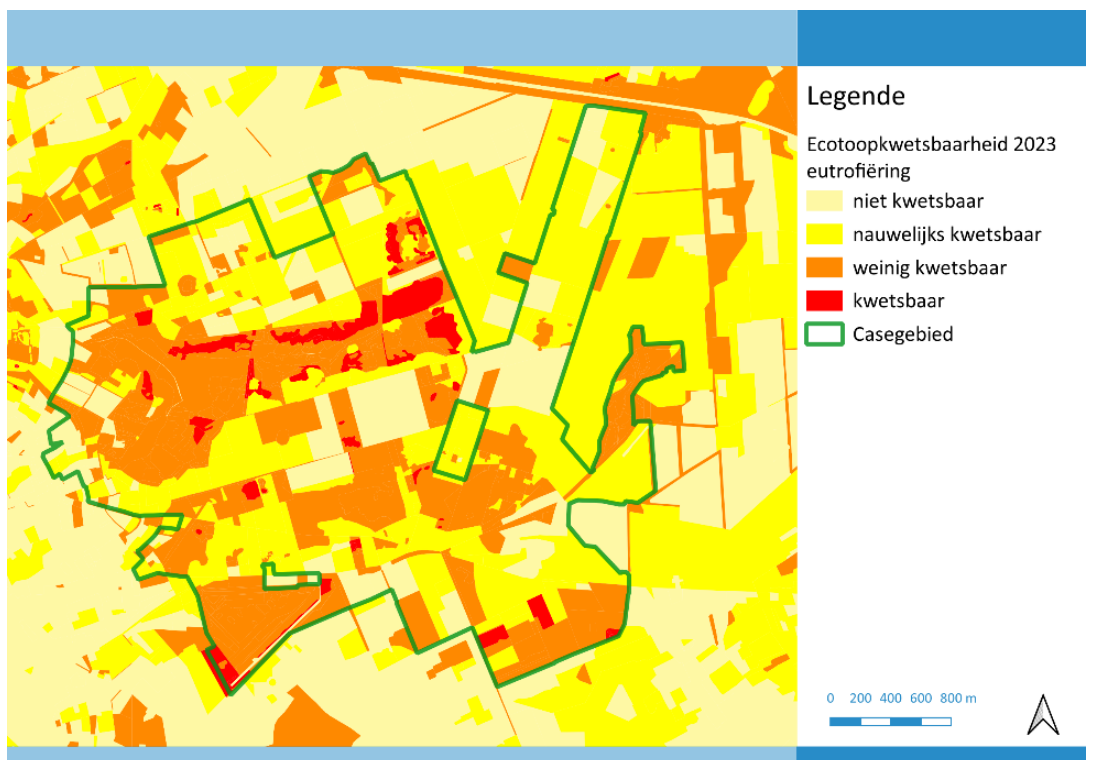 Legende
Ecotoopkwetsbaarheid 2023
eutrofiëring
niet kwetsbaar
nauwelijks kwetsbaar
weinig kwetsbaar
kwetsbaar
Casegebied
0 200 400 600 800 m